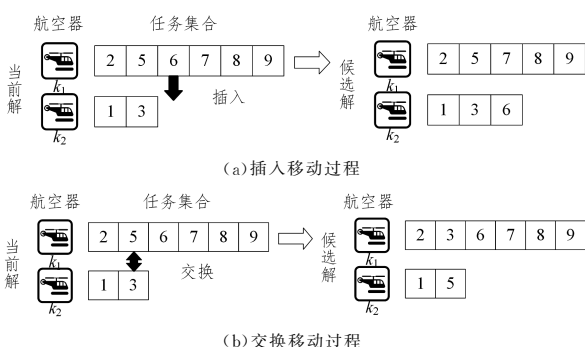 航空器 任务集合 航空器
当前解
k1
2 5 6 7 8 9
插入
k2
1 3
候选解
2 5 7 8 9
k2
1 3 6
(a)插入移动过程
航空器 任务集合 航空器
当前解
k1
2 5 6 7 8 9
交换
k2
1 3
候选解
k1
2 3 6 7 8 9
k2
1 5
(b)交换移动过程